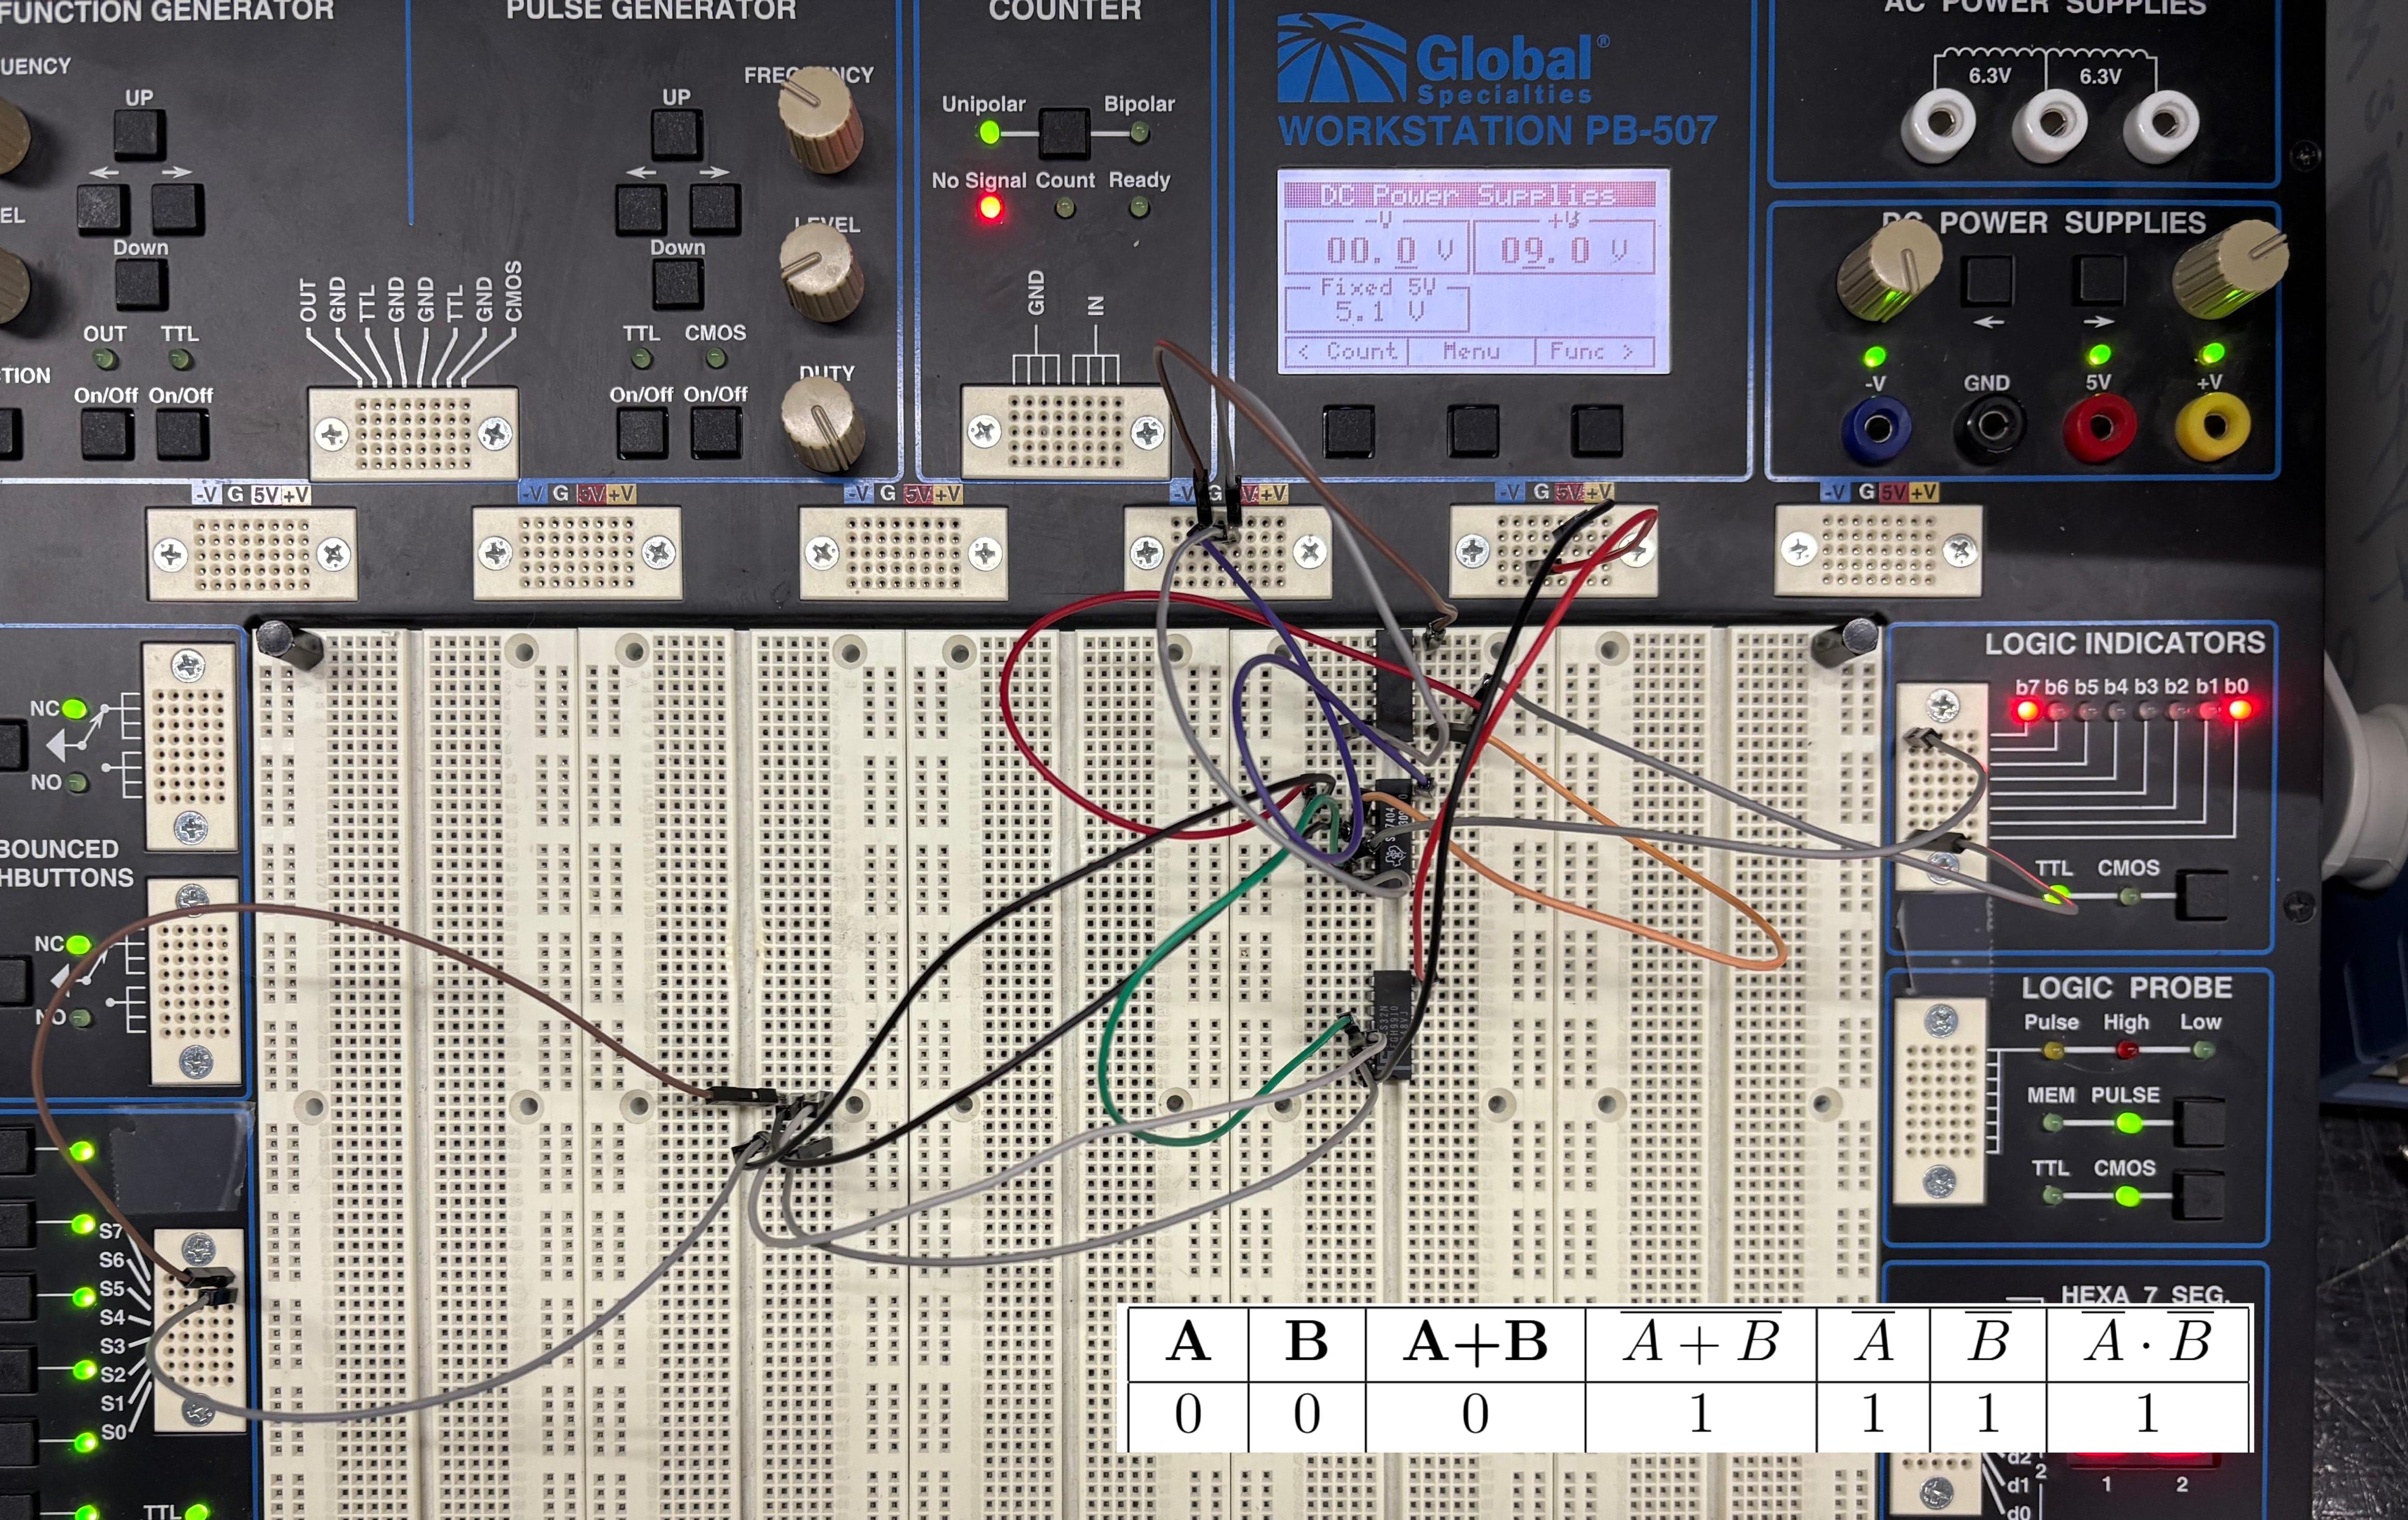 FUNCTION GENERATOR
PULSE GENERATOR
COUNTER
AC POWER SUPPLIES
UENCY
UP
UP
FREQUENCY
Unipolar
Bipolar
Global®
Specialties
WORKSTATION PB-507
6.3V
6.3V
No Signal
Count
Ready
EL
Down
Down
LEVEL
DC Power Supplies
-V
+V
00.0 V
09.0 V
Fixed 5V
5.1 V
< Count
Menu
Func >
DC POWER SUPPLIES
OUT
GND
TTL
GND
GND
TTL
GND
CMOS
GND
IN
OUT
TTL
TTL
CMOS
TION
On/Off
On/Off
On/Off
On/Off
DUTY
-V
GND
5V
+V
-V G 5V +V
-V G 5V +V
-V G 5V +V
-V G V +V
-V G 5V +V
-V G 5V +V
LOGIC INDICATORS
b7 b6 b5 b4 b3 b2 b1 b0
NC
NO
TTL
CMOS
BOUNCED
HBUTTONS
NC
NO
LOGIC PROBE
Pulse
High
Low
MEM
PULSE
TTL
CMOS
S7
S6
S5
S4
S3
S2
S1
S0
TTL
HEXA 7 SEG.
A B A+B \overline{A + B} \overline{A} \overline{B} \overline{A} · \overline{B}
0 0 0 1 1 1 1
d2
2
d1
d0
1
2